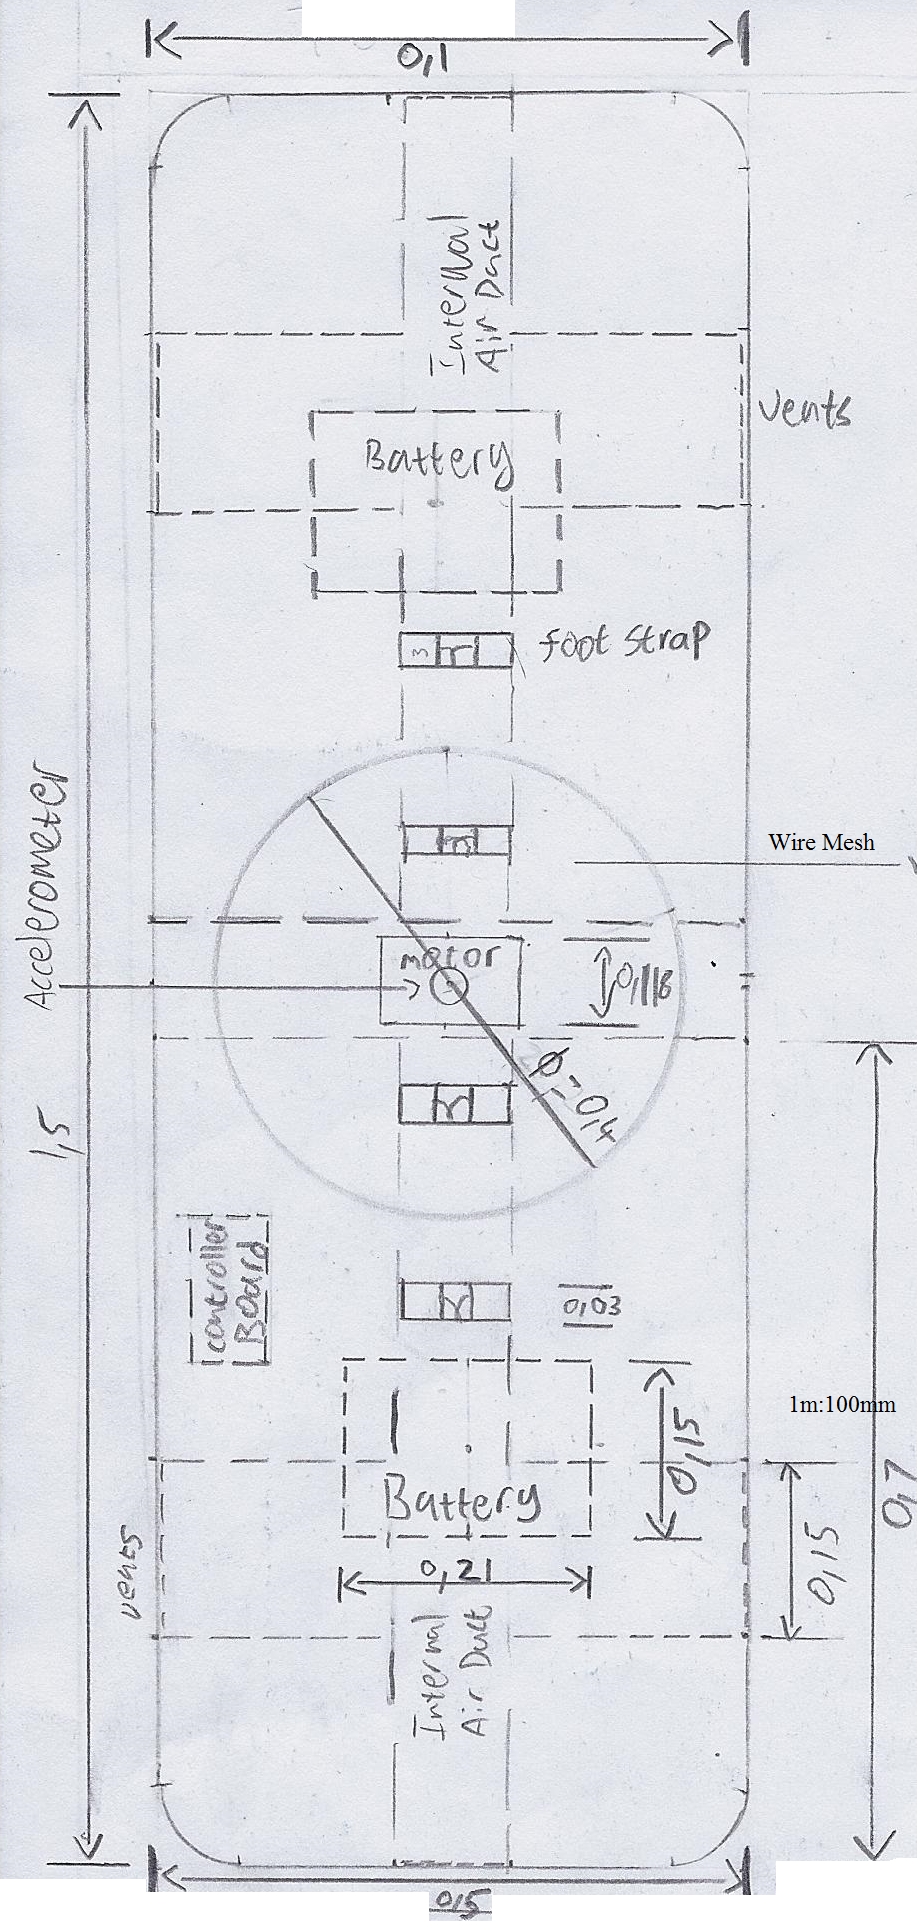 0,1
Internal
Air Duct
vents
Battery
foot strap
Wire Mesh
Accelerometer
motor
0,118
Ø=0,4
1,5
controller
Board
0,03
1m:100mm
0,15
0,7
Battery
0,15
vents
0,21
Internal
Air Duct
0,5